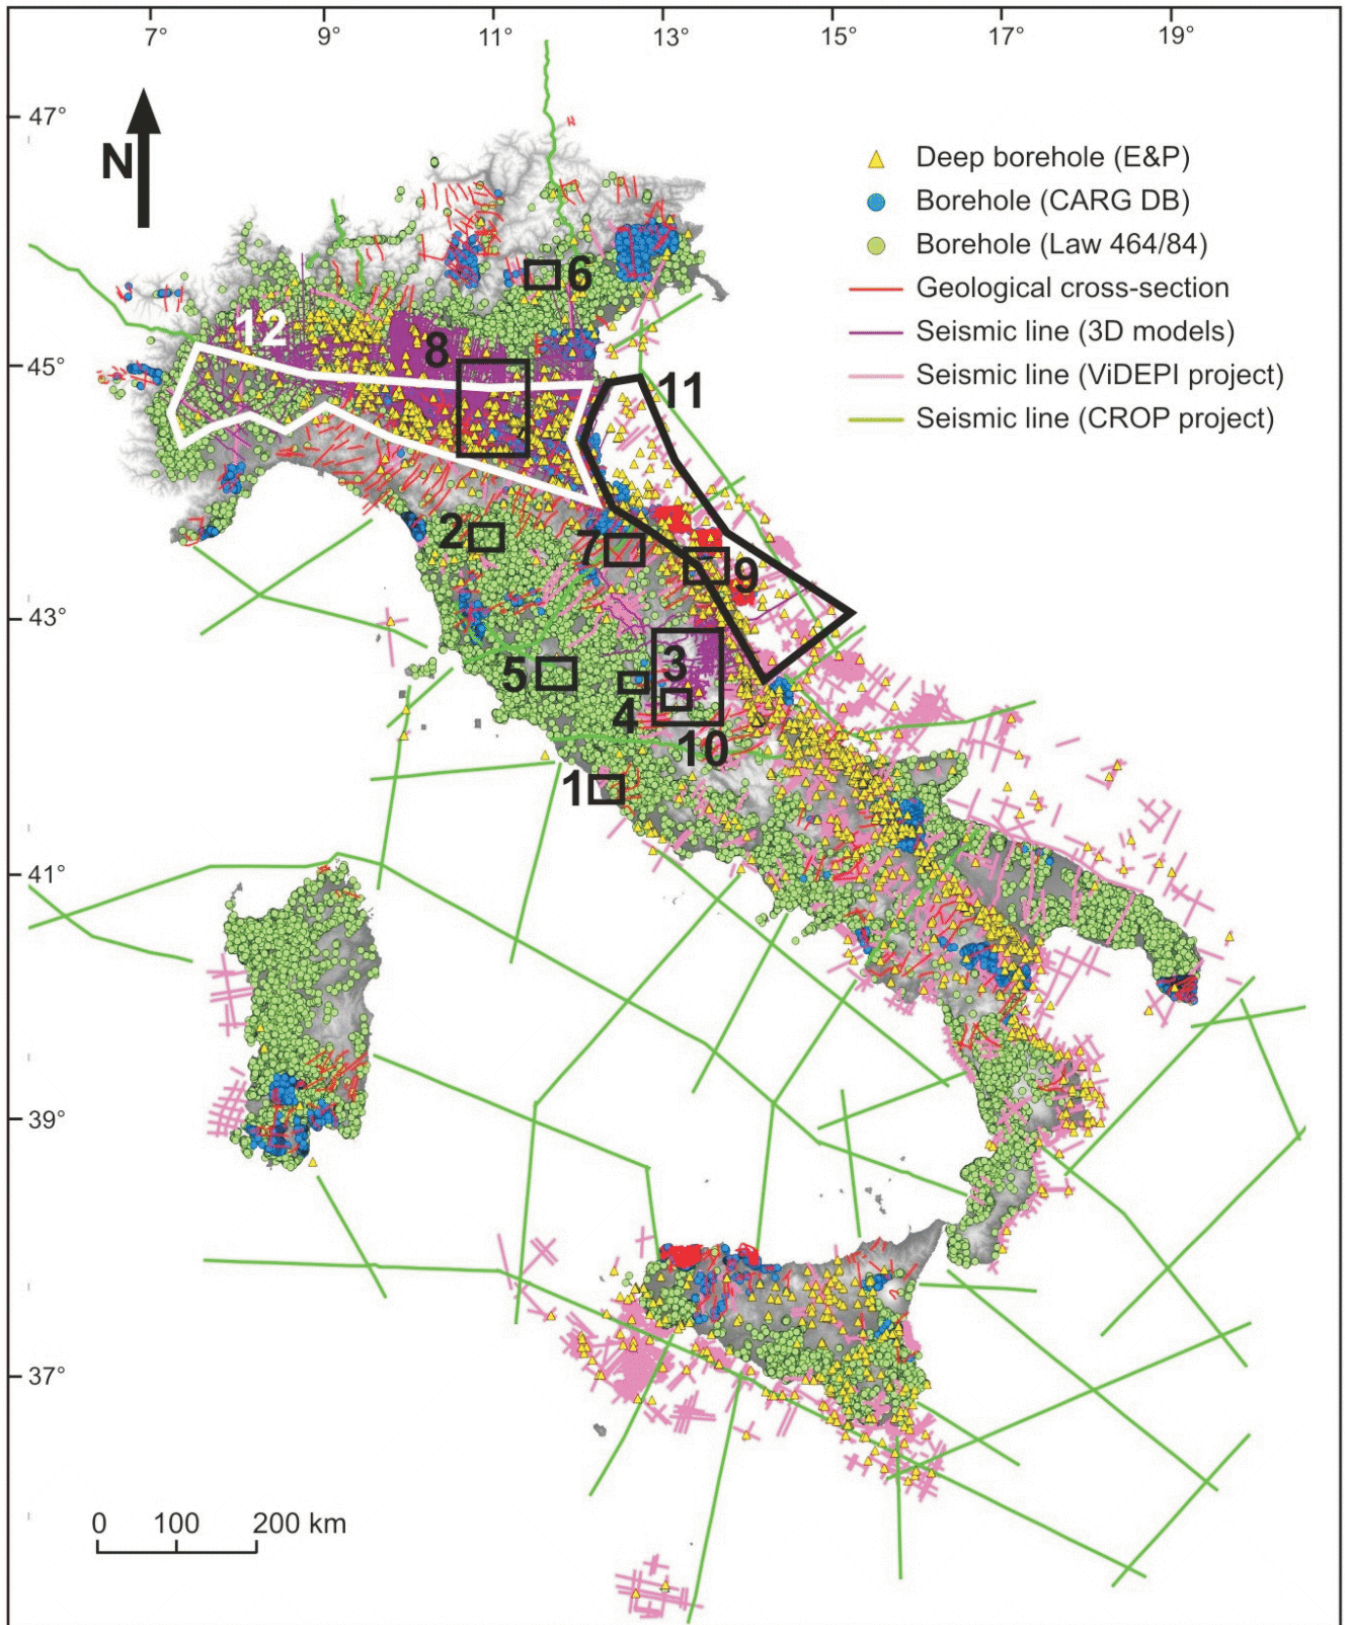 7° 9° 11° 13° 15° 17° 19°
47°
N
Deep borehole (E&P)
Borehole (CARG DB)
Borehole (Law 464/84)
Geological cross-section
Seismic line (3D models)
Seismic line (ViDEPI project)
Seismic line (CROP project)
6
12
8
45°
11
2
7
9
43°
5
3
4
10
1
41°
39°
37°
0 100 200 km